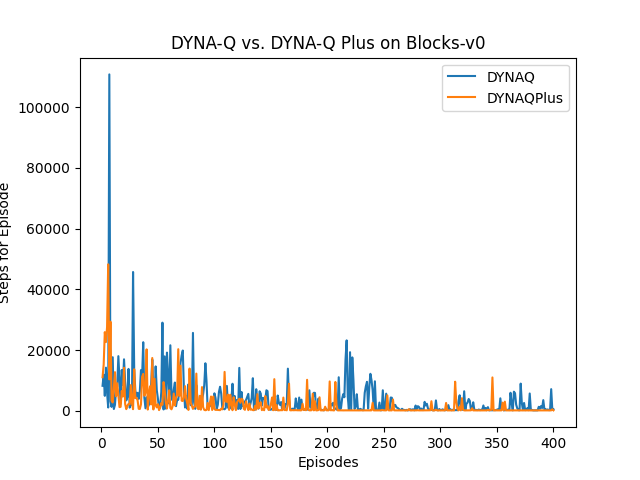 DYNA-Q vs. DYNA-Q Plus on Blocks-v0
DYNAQ
DYNAQPlus
100000
80000
60000
40000
20000
0
Steps for Episode
0 50 100 150 200 250 300 350 400
Episodes